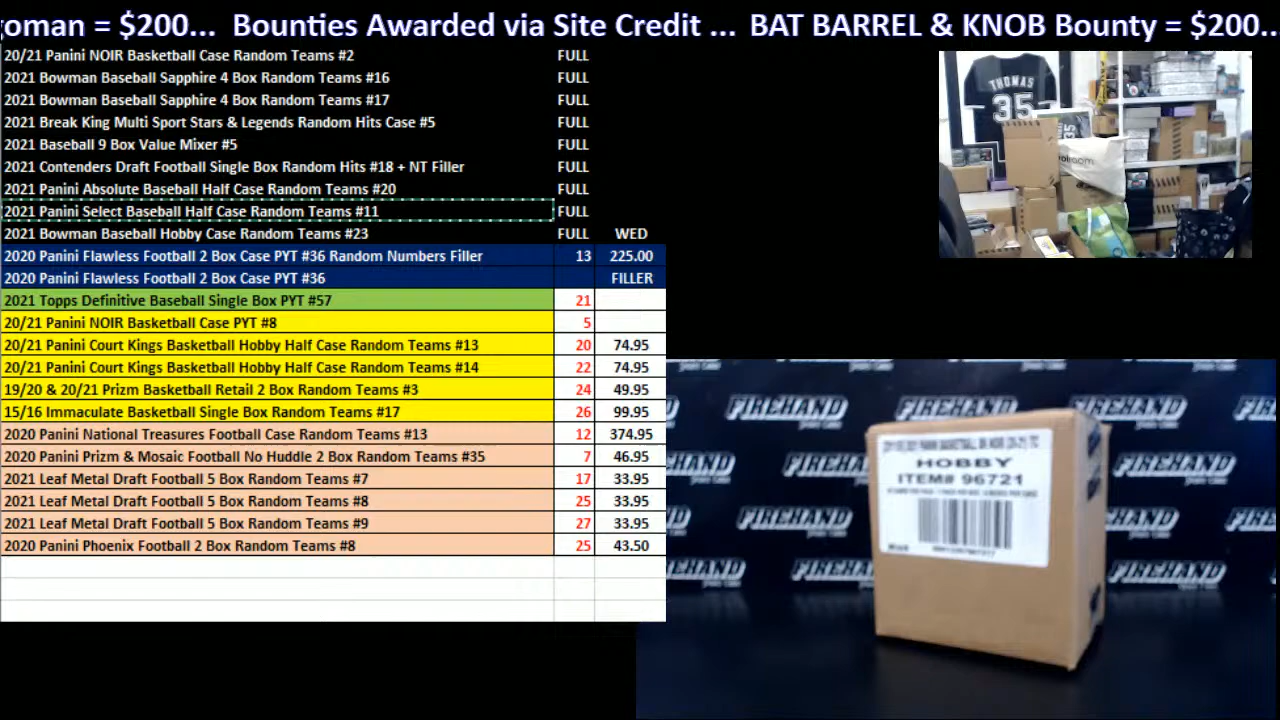 oman = $200... Bounties Awarded via Site Credit ... BAT BARREL & KNOB Bounty = $200...
20/21 Panini NOIR Basketball Case Random Teams #2 FULL
2021 Bowman Baseball Sapphire 4 Box Random Teams #16 FULL
2021 Bowman Baseball Sapphire 4 Box Random Teams #17 FULL
2021 Break King Multi Sport Stars & Legends Random Hits Case #5 FULL
2021 Baseball 9 Box Value Mixer #5 FULL
2021 Contenders Draft Football Single Box Random Hits #18 + NT Filler FULL
2021 Panini Absolute Baseball Half Case Random Teams #20 FULL
2021 Panini Select Baseball Half Case Random Teams #11 FULL
2021 Bowman Baseball Hobby Case Random Teams #23 FULL WED
2020 Panini Flawless Football 2 Box Case PYT #36 Random Numbers Filler 13 225.00
2020 Panini Flawless Football 2 Box Case PYT #36 FILLER
2021 Topps Definitive Baseball Single Box PYT #57 21
20/21 Panini NOIR Basketball Case PYT #8 5
20/21 Panini Court Kings Basketball Hobby Half Case Random Teams #13 20 74.95
20/21 Panini Court Kings Basketball Hobby Half Case Random Teams #14 22 74.95
19/20 & 20/21 Prizm Basketball Retail 2 Box Random Teams #3 24 49.95
15/16 Immaculate Basketball Single Box Random Teams #17 26 99.95
2020 Panini National Treasures Football Case Random Teams #13 12 374.95
2020 Panini Prizm & Mosaic Football No Huddle 2 Box Random Teams #35 7 46.95
2021 Leaf Metal Draft Football 5 Box Random Teams #7 17 33.95
2021 Leaf Metal Draft Football 5 Box Random Teams #8 25 33.95
2021 Leaf Metal Draft Football 5 Box Random Teams #9 27 33.95
2020 Panini Phoenix Football 2 Box Random Teams #8 25 43.50
THOMAS
35
FIREHAND
HOBBY
ITEM# 96721